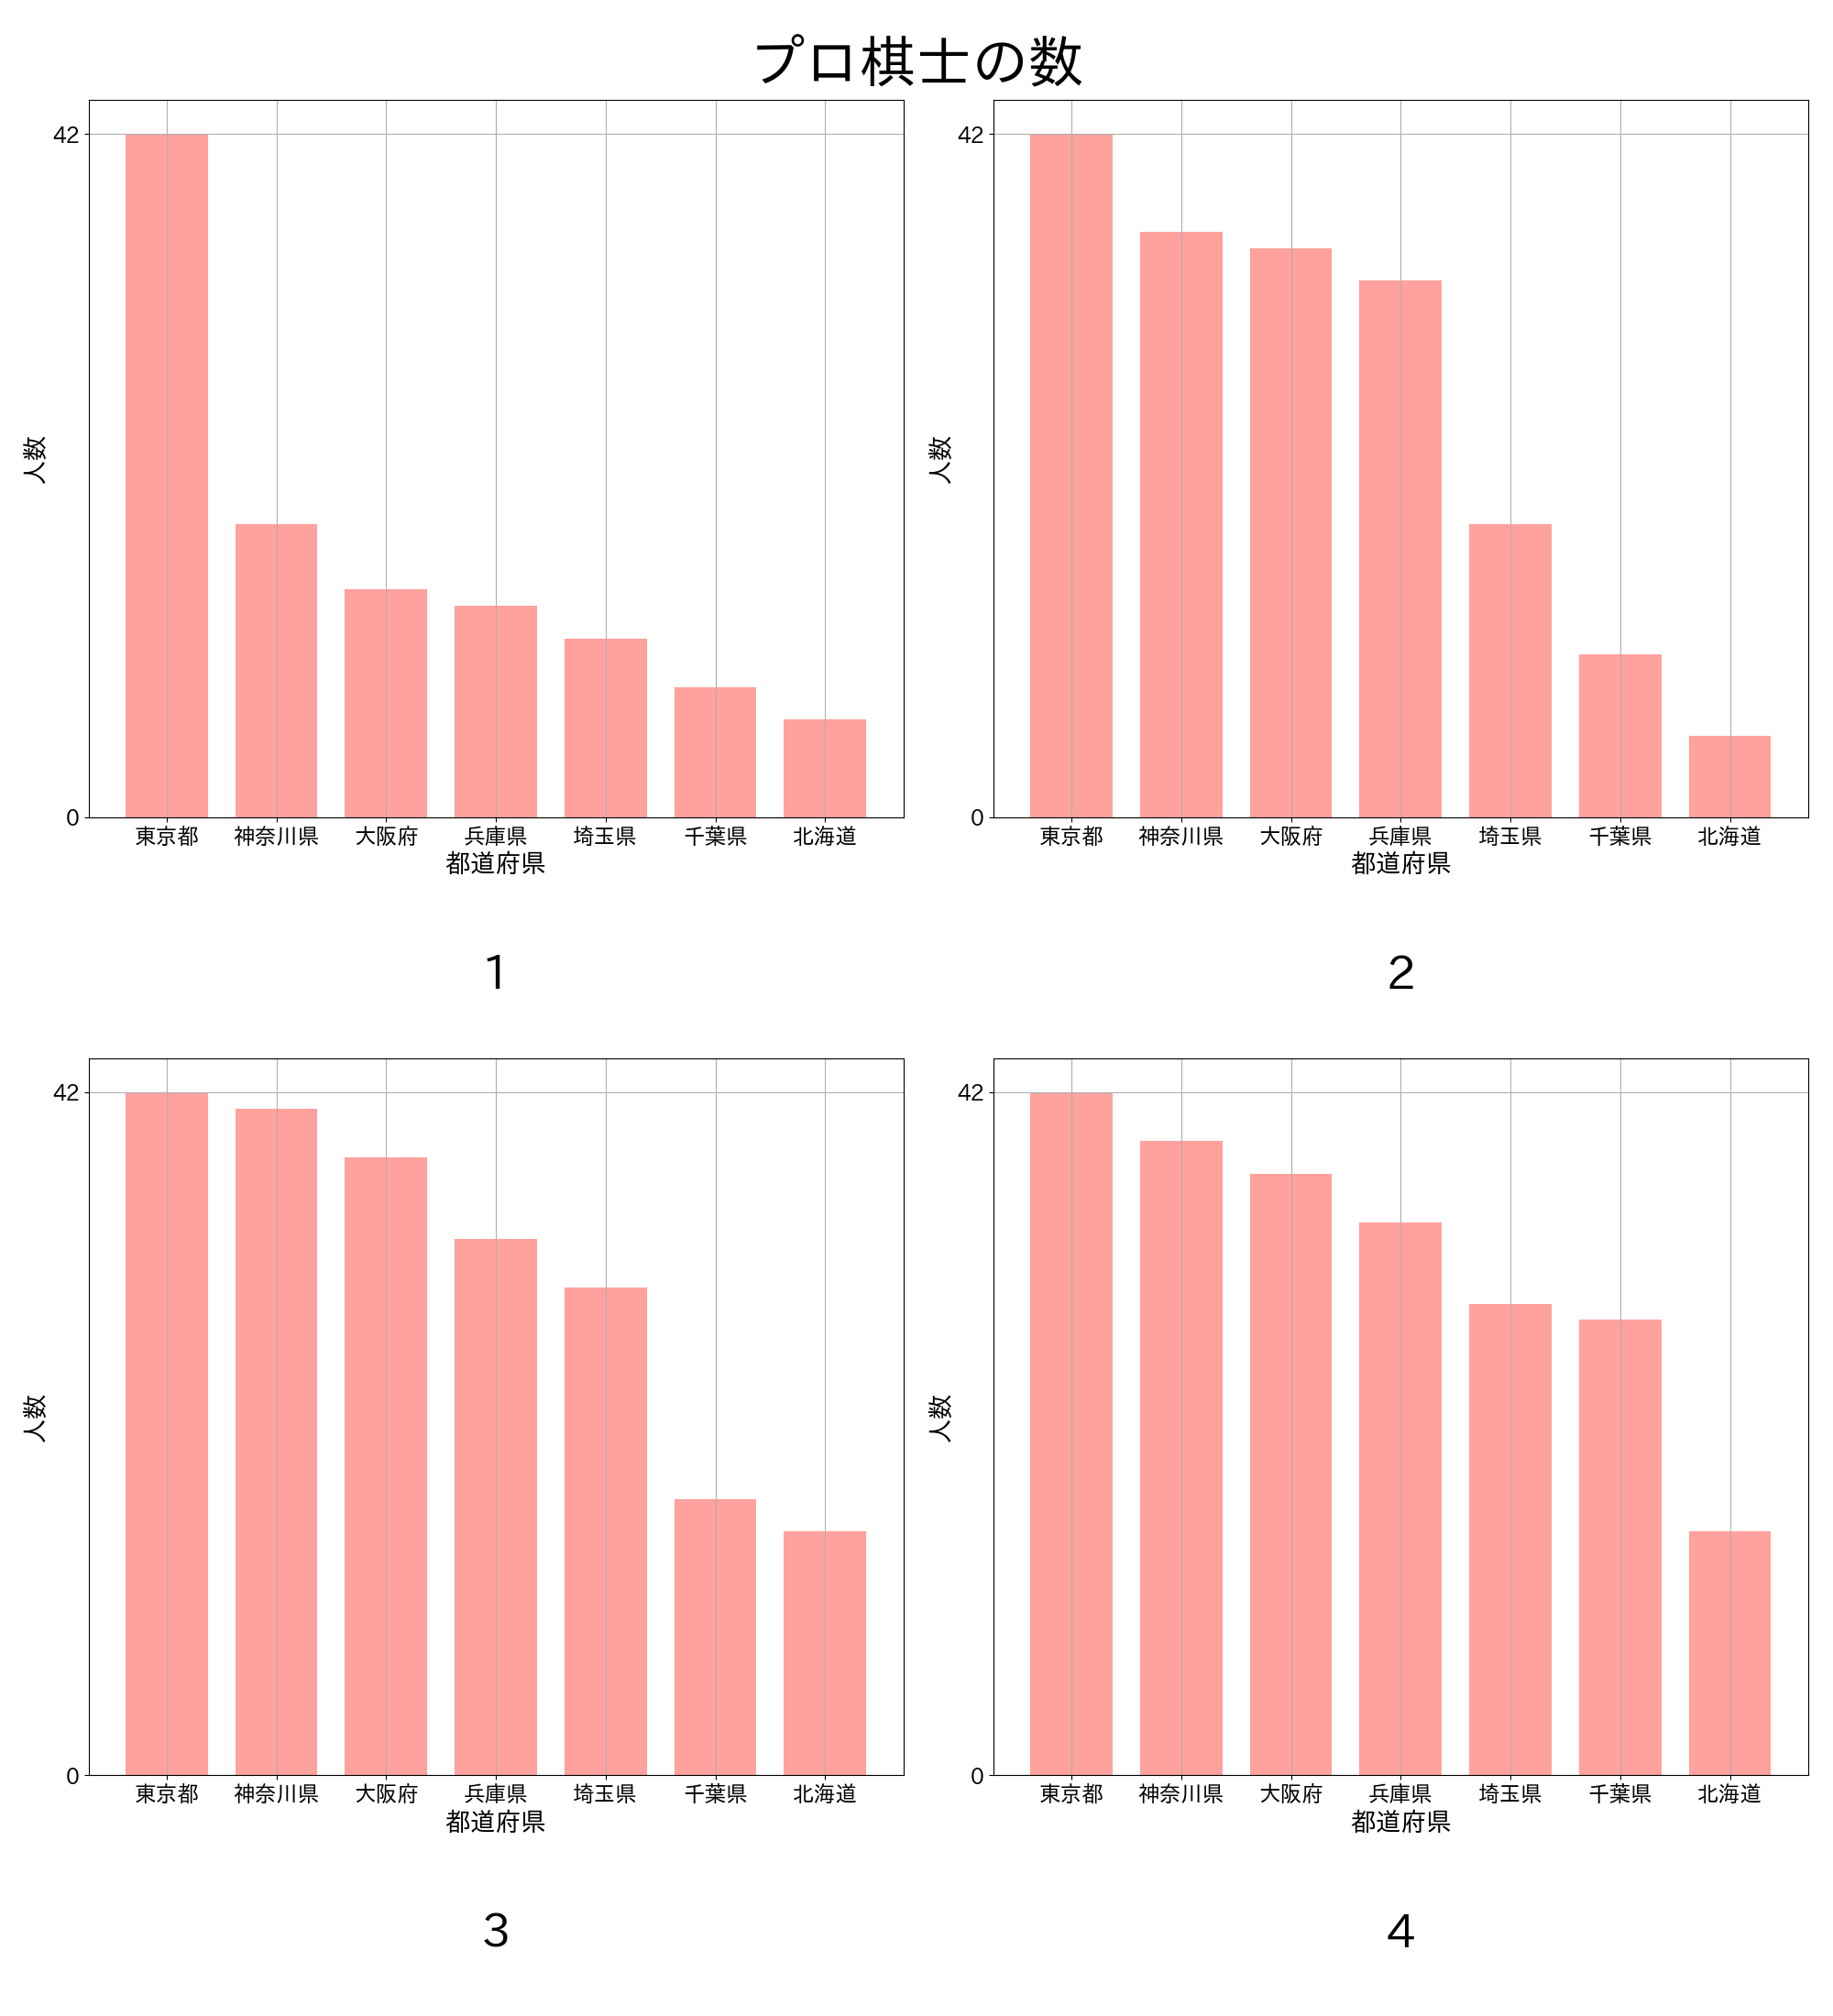 プロ棋士の数
42
0
人数
東京都 神奈川県 大阪府 兵庫県 埼玉県 千葉県 北海道
都道府県
1
42
0
人数
東京都 神奈川県 大阪府 兵庫県 埼玉県 千葉県 北海道
都道府県
2
42
0
人数
東京都 神奈川県 大阪府 兵庫県 埼玉県 千葉県 北海道
都道府県
3
42
0
人数
東京都 神奈川県 大阪府 兵庫県 埼玉県 千葉県 北海道
都道府県
4